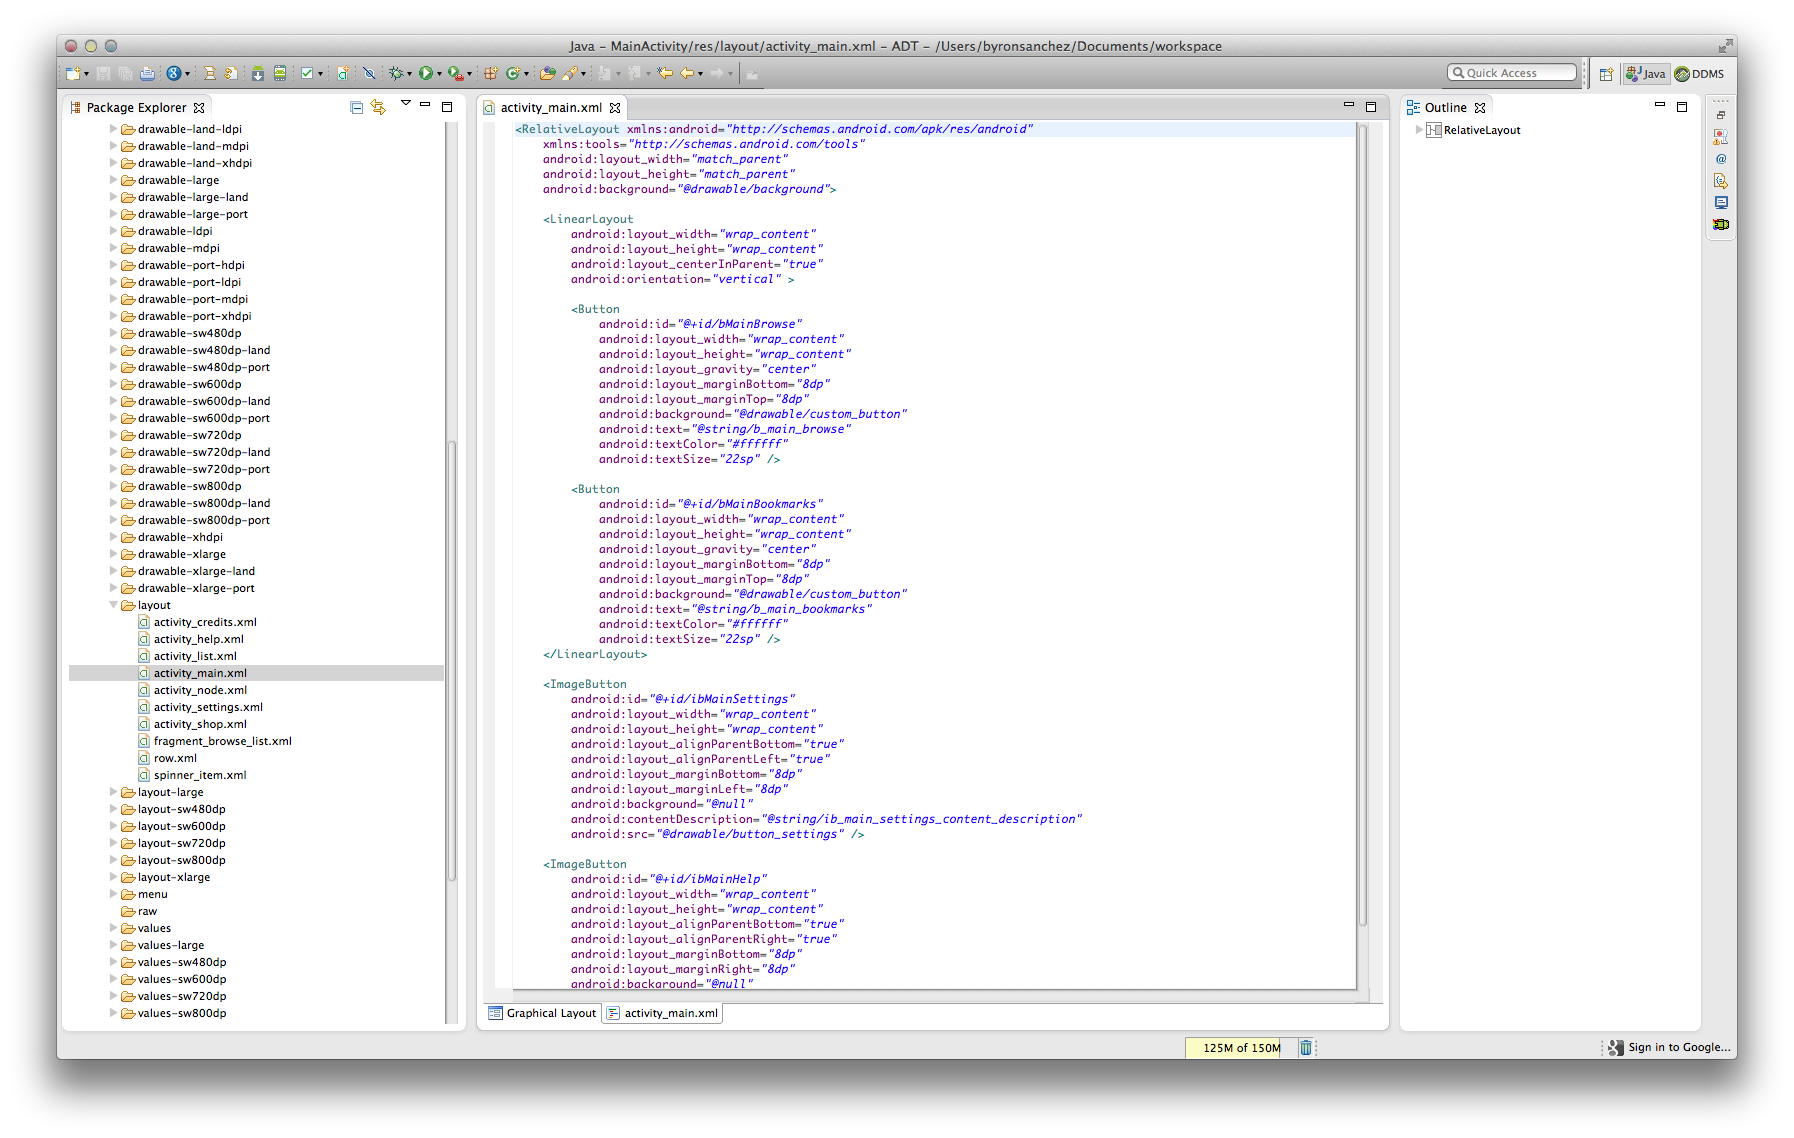 Java – MainActivity/res/layout/activity_main.xml – ADT – /Users/byronsanchez/Documents/workspace
Quick Access
Java
DDMS
Package Explorer
drawable-land-ldpi
drawable-land-mdpi
drawable-land-xhdpi
drawable-large
drawable-large-land
drawable-large-port
drawable-ldpi
drawable-mdpi
drawable-port-hdpi
drawable-port-ldpi
drawable-port-mdpi
drawable-port-xhdpi
drawable-sw480dp
drawable-sw480dp-land
drawable-sw480dp-port
drawable-sw600dp
drawable-sw600dp-land
drawable-sw600dp-port
drawable-sw720dp
drawable-sw720dp-land
drawable-sw720dp-port
drawable-sw800dp
drawable-sw800dp-land
drawable-sw800dp-port
drawable-xhdpi
drawable-xlarge
drawable-xlarge-land
drawable-xlarge-port
layout
activity_credits.xml
activity_help.xml
activity_list.xml
activity_main.xml
activity_node.xml
activity_settings.xml
activity_shop.xml
fragment_browse_list.xml
row.xml
spinner_item.xml
layout-large
layout-sw480dp
layout-sw600dp
layout-sw720dp
layout-sw800dp
layout-xlarge
menu
raw
values
values-large
values-sw480dp
values-sw600dp
values-sw720dp
values-sw800dp
activity_main.xml
<RelativeLayout xmlns:android="http://schemas.android.com/apk/res/android"
xmlns:tools="http://schemas.android.com/tools"
android:layout_width="match_parent"
android:layout_height="match_parent"
android:background="@drawable/background">
<LinearLayout
android:layout_width="wrap_content"
android:layout_height="wrap_content"
android:layout_centerInParent="true"
android:orientation="vertical" >
<Button
android:id="@+id/bMainBrowse"
android:layout_width="wrap_content"
android:layout_height="wrap_content"
android:layout_gravity="center"
android:layout_marginBottom="8dp"
android:layout_marginTop="8dp"
android:background="@drawable/custom_button"
android:text="@string/b_main_browse"
android:textColor="#ffffff"
android:textSize="22sp" />
<Button
android:id="@+id/bMainBookmarks"
android:layout_width="wrap_content"
android:layout_height="wrap_content"
android:layout_gravity="center"
android:layout_marginBottom="8dp"
android:layout_marginTop="8dp"
android:background="@drawable/custom_button"
android:text="@string/b_main_bookmarks"
android:textColor="#ffffff"
android:textSize="22sp" />
</LinearLayout>
<ImageButton
android:id="@+id/ibMainSettings"
android:layout_width="wrap_content"
android:layout_height="wrap_content"
android:layout_alignParentBottom="true"
android:layout_alignParentLeft="true"
android:layout_marginBottom="8dp"
android:layout_marginLeft="8dp"
android:background="@null"
android:contentDescription="@string/ib_main_settings_content_description"
android:src="@drawable/button_settings" />
<ImageButton
android:id="@+id/ibMainHelp"
android:layout_width="wrap_content"
android:layout_height="wrap_content"
android:layout_alignParentBottom="true"
android:layout_alignParentRight="true"
android:layout_marginBottom="8dp"
android:layout_marginRight="8dp"
android:background="@null"
Graphical Layout
activity_main.xml
Outline
RelativeLayout
125M of 150M
Sign in to Google...